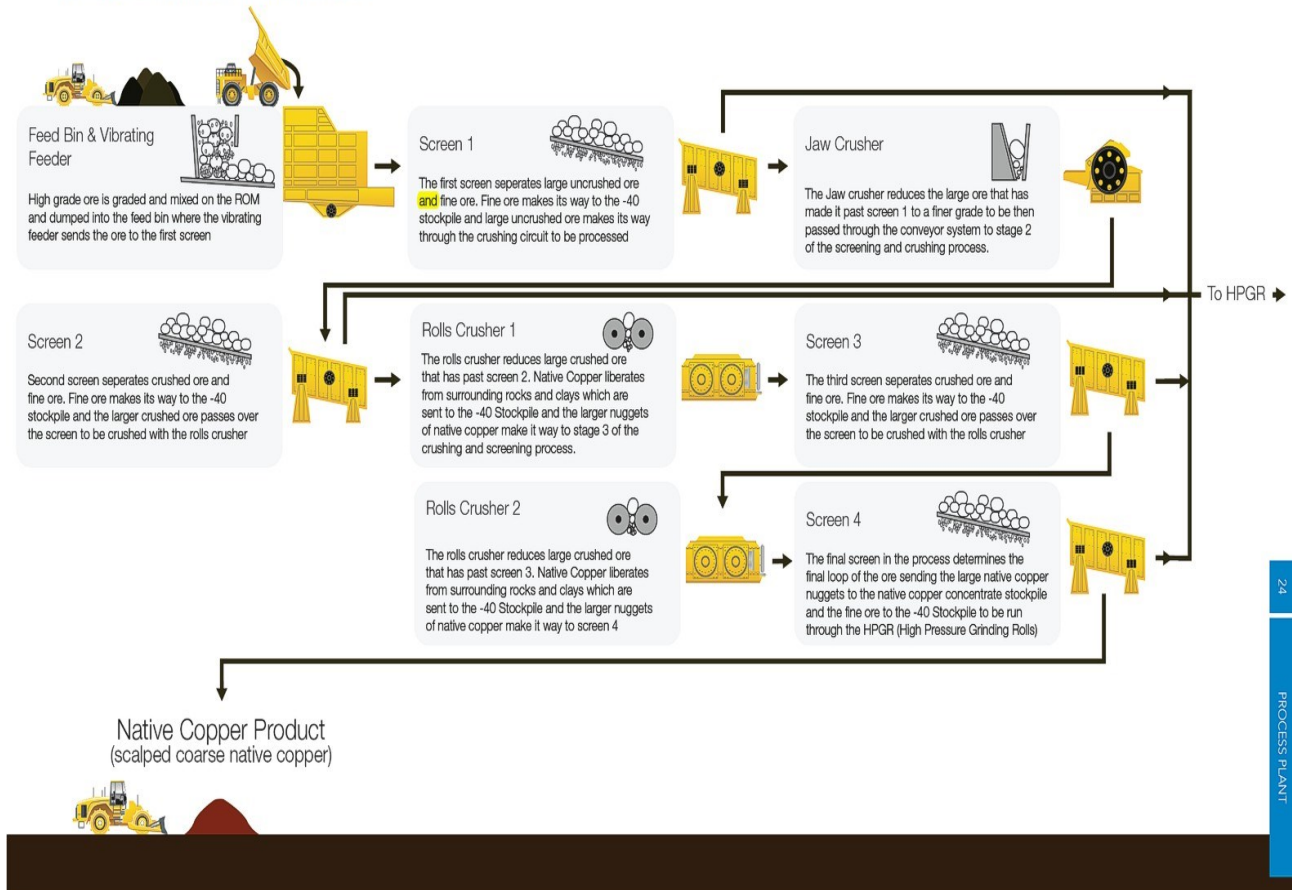 Feed Bin & Vibrating
Feeder
High grade ore is graded and mixed on the ROM
and dumped into the feed bin where the vibrating
feeder sends the ore to the first screen
Screen 1
The first screen seperates large uncrushed ore
and fine ore. Fine ore makes its way to the -40
stockpile and large uncrushed ore makes its way
through the crushing circuit to be processed
Jaw Crusher
The Jaw crusher reduces the large ore that has
made it past screen 1 to a finer grade to be then
passed through the conveyor system to stage 2
of the screening and crushing process.
To HPGR
Screen 2
Second screen seperates crushed ore and
fine ore. Fine ore makes its way to the -40
stockpile and the larger crushed ore passes over
the screen to be crushed with the rolls crusher
Rolls Crusher 1
The rolls crusher reduces large crushed ore
that has past screen 2. Native Copper liberates
from surrounding rocks and clays which are
sent to the -40 Stockpile and the larger nuggets
of native copper make it way to stage 3 of the
crushing and screening process.
Screen 3
The third screen seperates crushed ore and
fine ore. Fine ore makes its way to the -40
stockpile and the larger crushed ore passes over
the screen to be crushed with the rolls crusher
Rolls Crusher 2
The rolls crusher reduces large crushed ore
that has past screen 3. Native Copper liberates
from surrounding rocks and clays which are
sent to the -40 Stockpile and the larger nuggets
of native copper make it way to screen 4
Screen 4
The final screen in the process determines the
final loop of the ore sending the large native copper
nuggets to the native copper concentrate stockpile
and the fine ore to the -40 Stockpile to be run
through the HPGR (High Pressure Grinding Rolls)
Native Copper Product
(scalped coarse native copper)
24
PROCESS PLANT